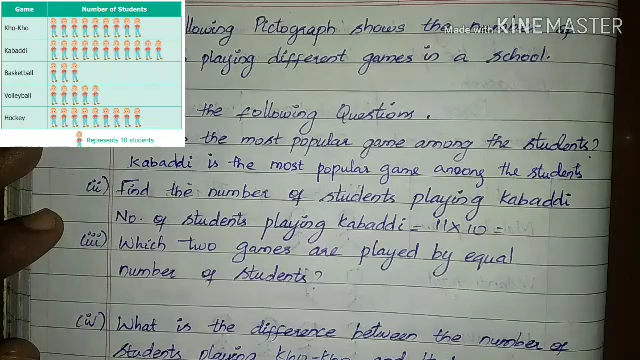 Game Number of Students
Kho-Kho
Kabaddi
Basketball
Volleyball
Hockey
Represents 10 students
Made with KINEMASTER
llowing Pictograph shows the number of
playing different games in a school.
the following Questions.
the most popular game among the students?
Kabaddi is the most popular game among the students
(ii) Find the number of students playing kabaddi
No. of students playing kabaddi = 11 × 10 =
(iii) Which two games are played by equal
number of students?
(iv) What is the difference between the number of
students playing kho-kho and